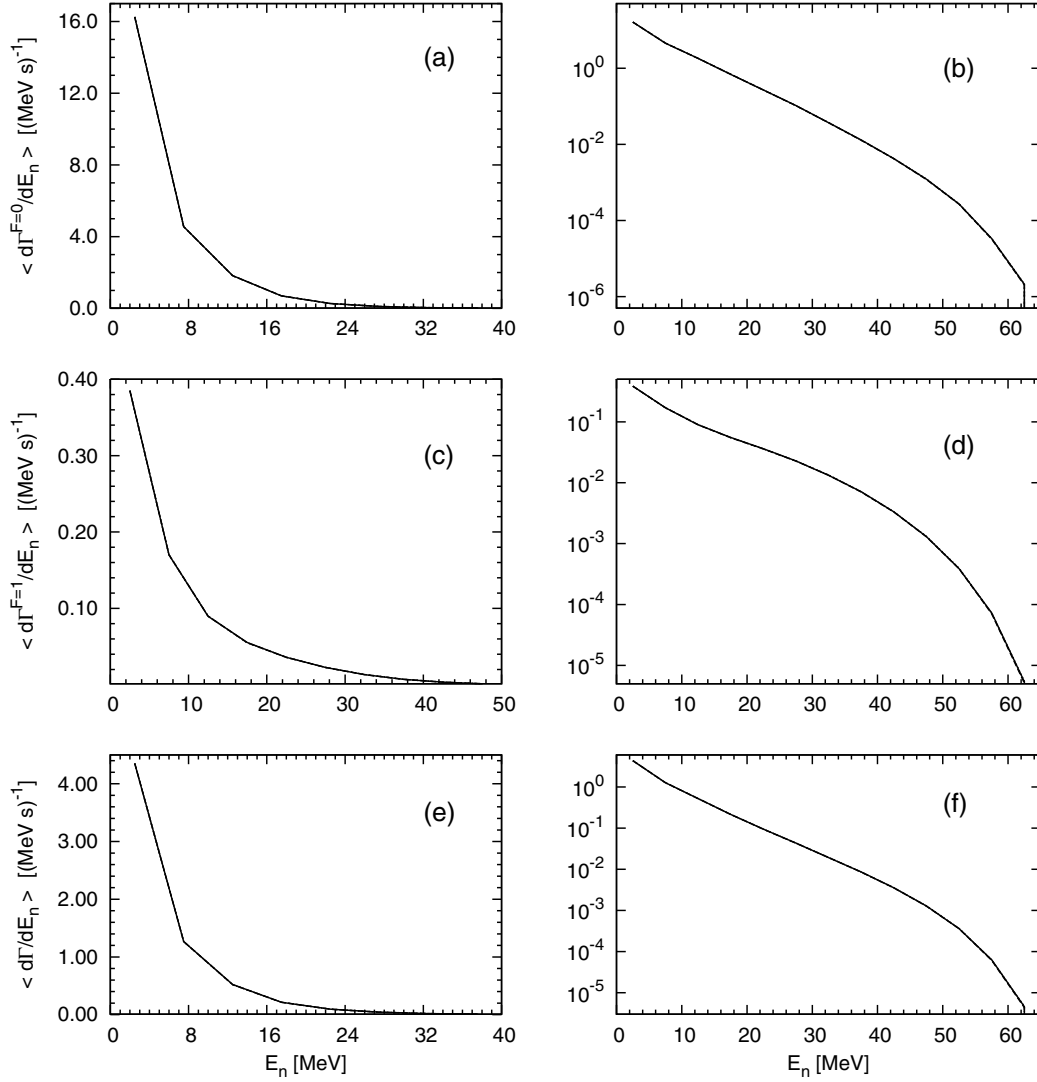 < dΓ^F=0/dE_n > [(MeV s)^-1]
16.0
12.0
8.0
4.0
0.0
(a)
0 8 16 24 32 40
10^0
10^-2
10^-4
10^-6
(b)
0 10 20 30 40 50 60
< dΓ^F=1/dE_n > [(MeV s)^-1]
0.40
0.30
0.20
0.10
(c)
0 10 20 30 40 50
10^-1
10^-2
10^-3
10^-4
10^-5
(d)
0 10 20 30 40 50 60
< dΓ/dE_n > [(MeV s)^-1]
4.00
3.00
2.00
1.00
0.00
(e)
0 8 16 24 32 40
E_n [MeV]
10^0
10^-1
10^-2
10^-3
10^-4
10^-5
(f)
0 10 20 30 40 50 60
E_n [MeV]